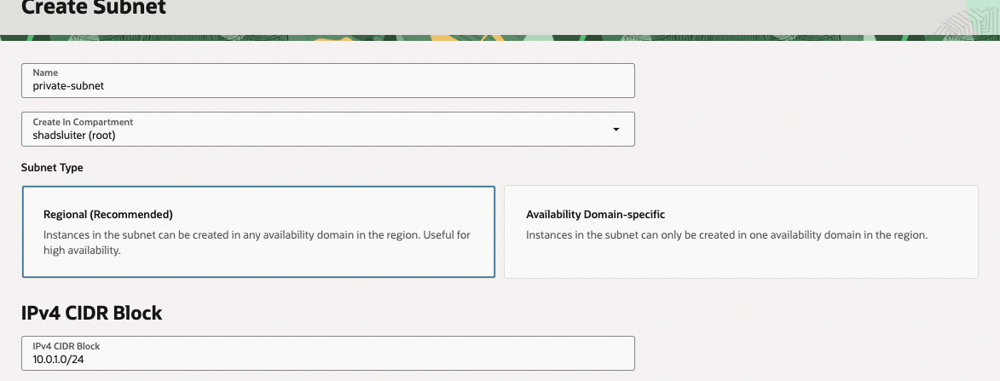 Create Subnet
Name
private-subnet
Create In Compartment
shadsluiter (root)
Subnet Type
Regional (Recommended)
Instances in the subnet can be created in any availability domain in the region. Useful for
high availability.
Availability Domain-specific
Instances in the subnet can only be created in one availability domain in the region.
IPv4 CIDR Block
IPv4 CIDR Block
10.0.1.0/24